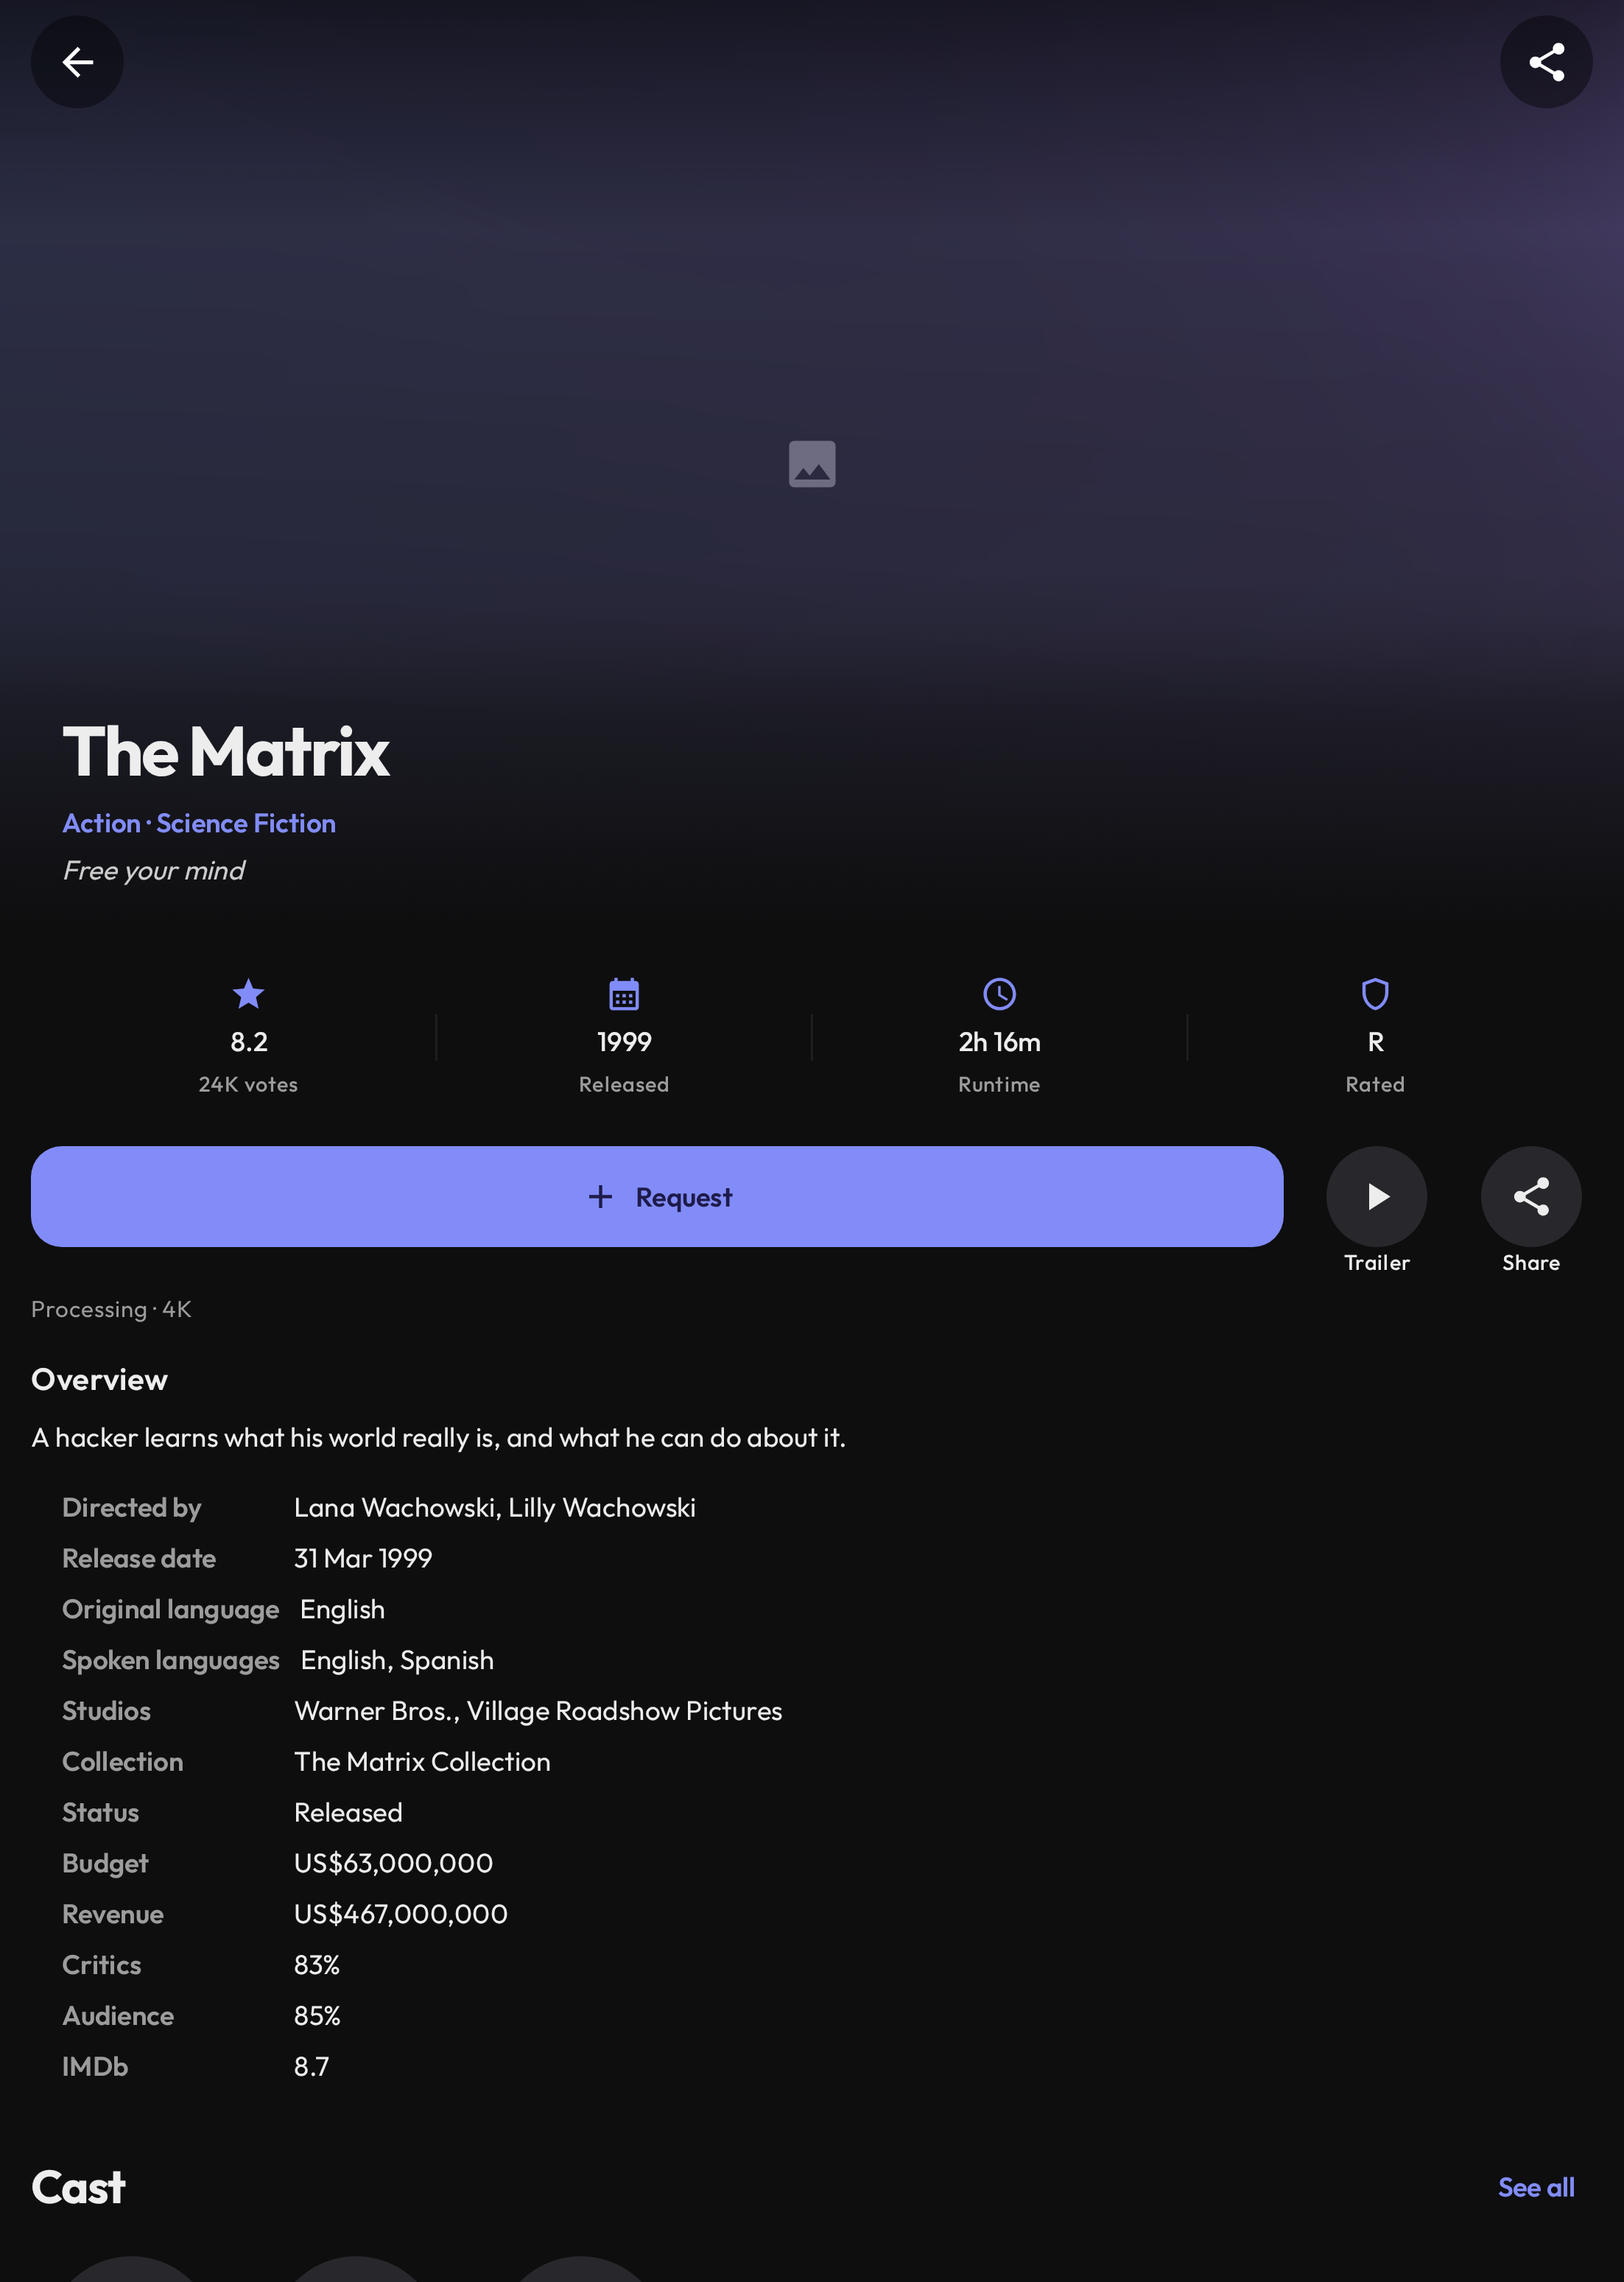 The Matrix
Action · Science Fiction
Free your mind
8.2
24K votes
1999
Released
2h 16m
Runtime
R
Rated
Request
Trailer
Share
Processing · 4K
Overview
A hacker learns what his world really is, and what he can do about it.
Directed by Lana Wachowski, Lilly Wachowski
Release date 31 Mar 1999
Original language English
Spoken languages English, Spanish
Studios Warner Bros., Village Roadshow Pictures
Collection The Matrix Collection
Status Released
Budget US$63,000,000
Revenue US$467,000,000
Critics 83%
Audience 85%
IMDb 8.7
Cast
See all